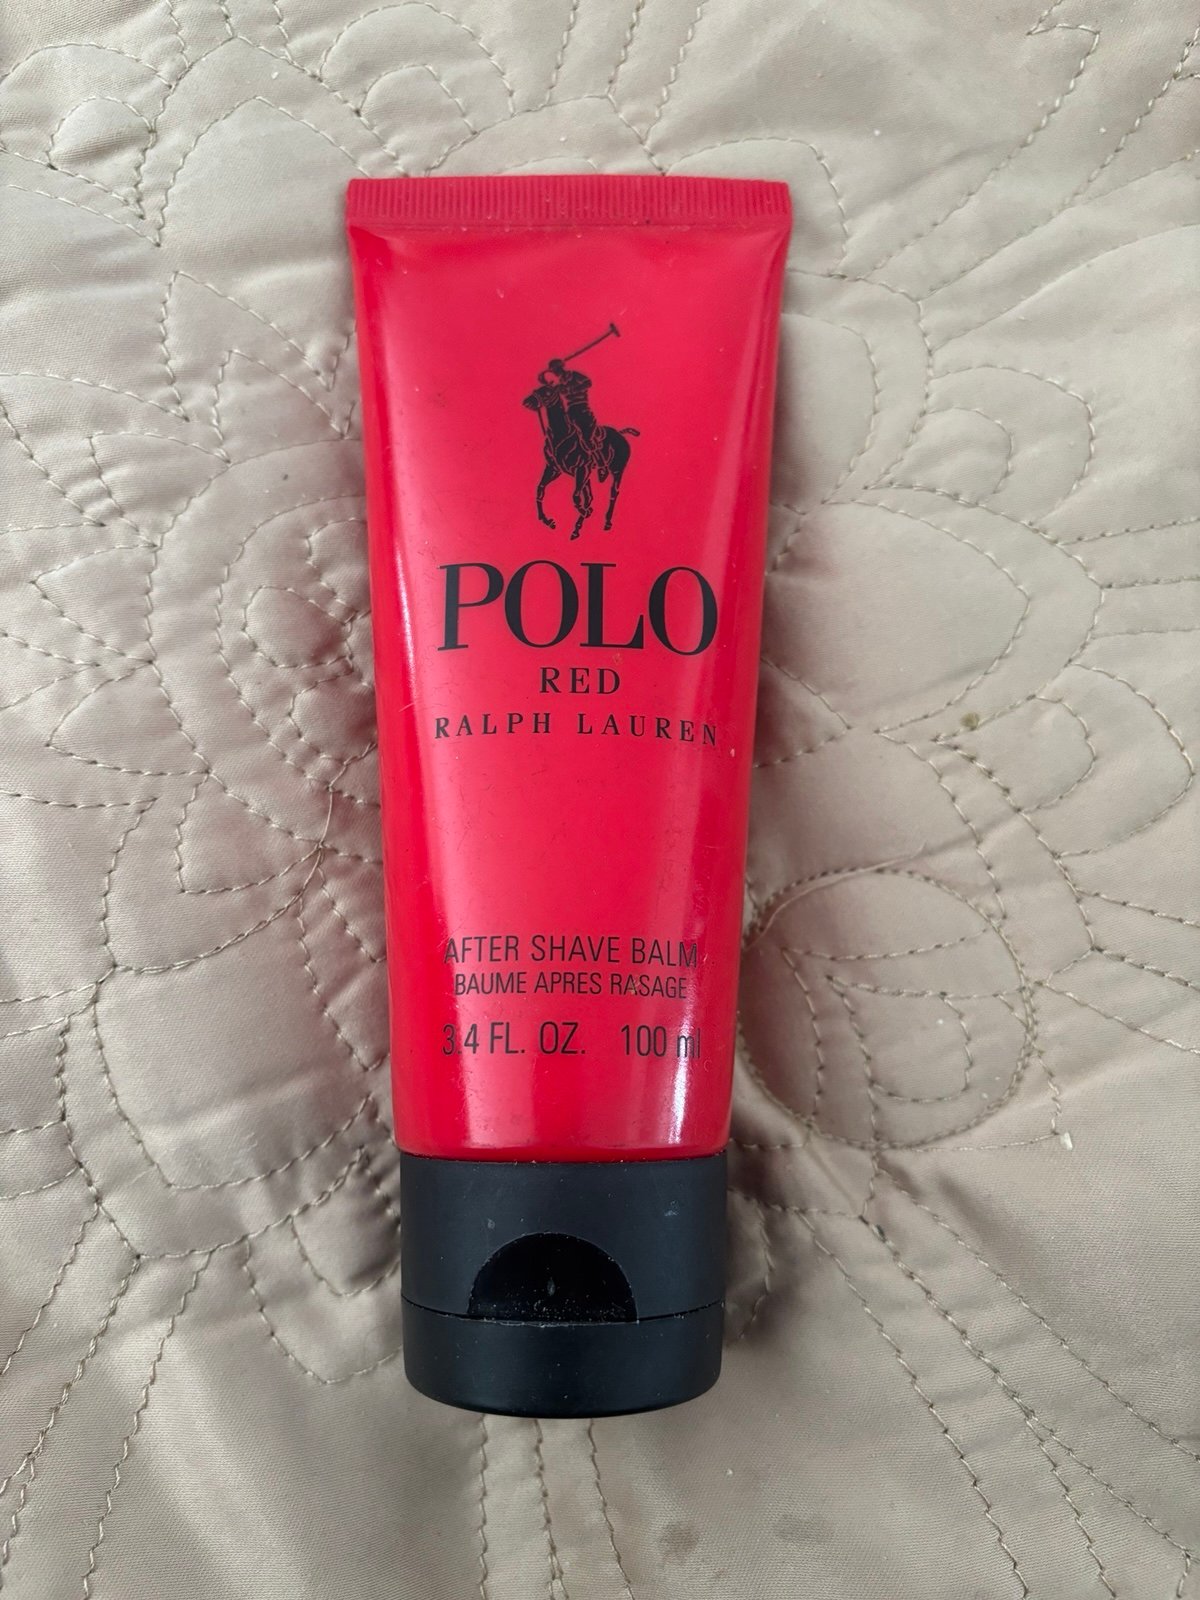 POLO
RED
RALPH LAUREN
AFTER SHAVE BALM
BAUME APRES RASAGE
3.4 FL. OZ. 100 ml